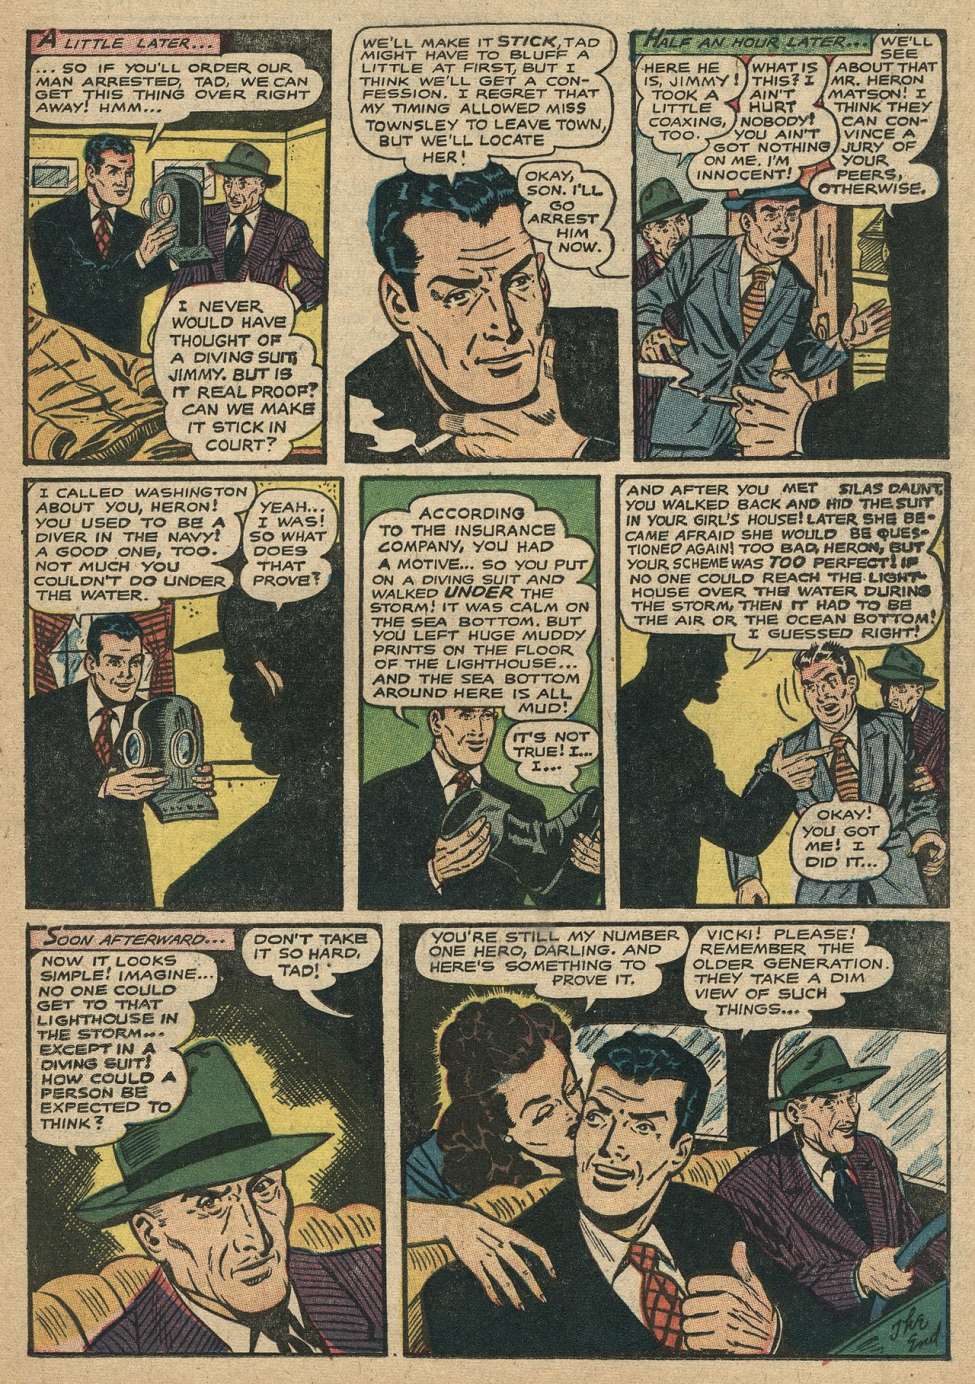 A LITTLE LATER...
... SO IF YOU'LL ORDER OUR
MAN ARRESTED, TAD, WE CAN
GET THIS THING OVER RIGHT
AWAY! HMM...
I NEVER
WOULD HAVE
THOUGHT OF
A DIVING SUIT,
JIMMY. BUT IS
IT REAL PROOF?
CAN WE MAKE
IT STICK IN
COURT?
WE'LL MAKE IT STICK, TAD
MIGHT HAVE TO BLUFF A
LITTLE AT FIRST, BUT I
THINK WE'LL GET A CON-
FESSION. I REGRET THAT
MY TIMING ALLOWED MISS
TOWNSLEY TO LEAVE TOWN,
BUT WE'LL LOCATE
HER!
OKAY,
SON. I'LL
GO
ARREST
HIM
NOW.
HALF AN HOUR LATER...
HERE HE
IS, JIMMY!
TOOK A
LITTLE
COAXING,
TOO.
WHAT IS
THIS? I
AIN'T
HURT
NOBODY!
YOU AIN'T
GOT NOTHING
ON ME. I'M
INNOCENT!
WE'LL
SEE
ABOUT THAT
MR. HERON
MATSON! I
THINK THEY
CAN CON-
VINCE A
JURY OF
YOUR
PEERS,
OTHERWISE.
I CALLED WASHINGTON
ABOUT YOU, HERON!
YOU USED TO BE A
DIVER IN THE NAVY!
A GOOD ONE, TOO.
NOT MUCH YOU
COULDN'T DO UNDER
THE WATER.
YEAH...
I WAS!
SO WHAT
DOES
THAT
PROVE?
ACCORDING
TO THE INSURANCE
COMPANY, YOU HAD
A MOTIVE... SO YOU PUT
ON A DIVING SUIT AND
WALKED UNDER THE
STORM! IT WAS CALM ON
THE SEA BOTTOM. BUT
YOU LEFT HUGE MUDDY
PRINTS ON THE FLOOR
OF THE LIGHTHOUSE...
AND THE SEA BOTTOM
AROUND HERE IS ALL
MUD!
IT'S NOT
TRUE! I...
I...
AND AFTER YOU MET SILAS DAUNT,
YOU WALKED BACK AND HID THE SUIT
IN YOUR GIRL'S HOUSE! LATER SHE BE-
CAME AFRAID SHE WOULD BE QUES-
TIONED AGAIN! TOO BAD, HERON, BUT
YOUR SCHEME WAS TOO PERFECT! IF
NO ONE COULD REACH THE LIGHT-
HOUSE OVER THE WATER DURING
THE STORM, THEN IT HAD TO BE
THE AIR OR THE OCEAN BOTTOM!
I GUESSED RIGHT!
OKAY!
YOU GOT
ME! I
DID IT...
SOON AFTERWARD...
NOW IT LOOKS
SIMPLE! IMAGINE...
NO ONE COULD
GET TO THAT
LIGHTHOUSE IN
THE STORM...
EXCEPT IN A
DIVING SUIT!
HOW COULD A
PERSON BE
EXPECTED TO
THINK?
DON'T TAKE
IT SO HARD,
TAD!
YOU'RE STILL MY NUMBER
ONE HERO, DARLING. AND
HERE'S SOMETHING TO
PROVE IT.
VICKI! PLEASE!
REMEMBER THE
OLDER GENERATION.
THEY TAKE A DIM
VIEW OF SUCH
THINGS...
The
End